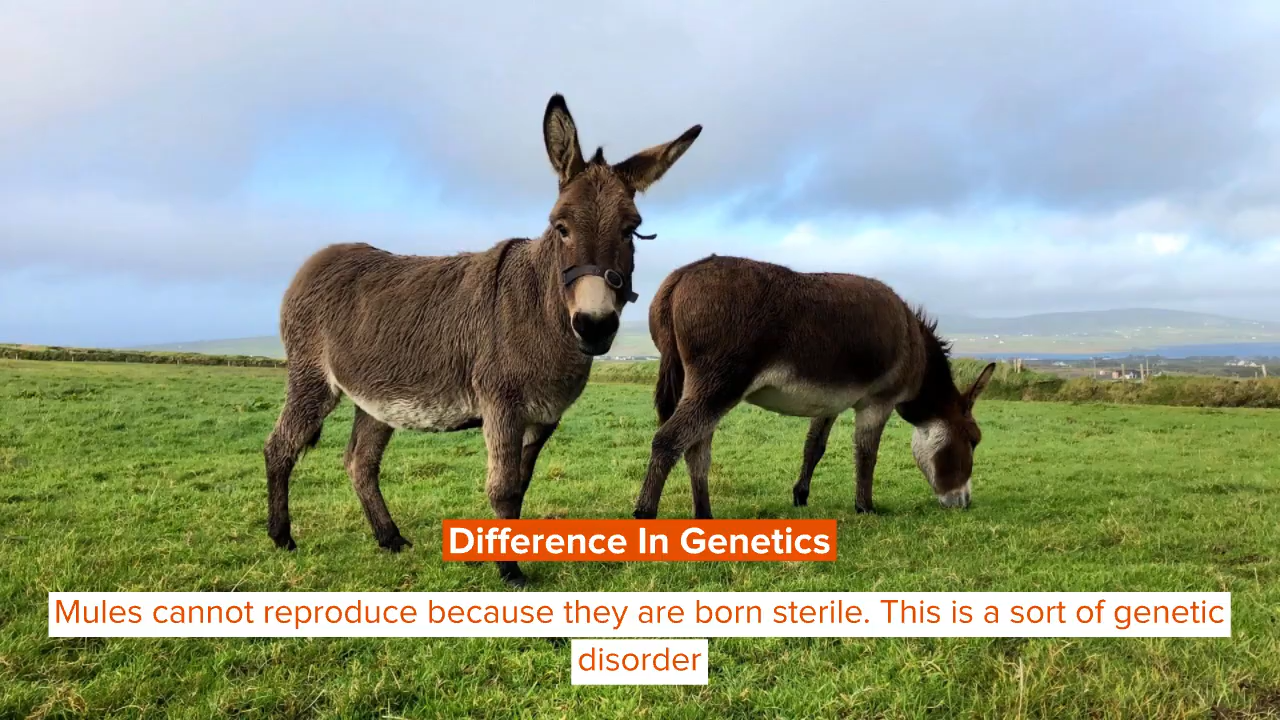 Difference In Genetics
Mules cannot reproduce because they are born sterile. This is a sort of genetic
disorder